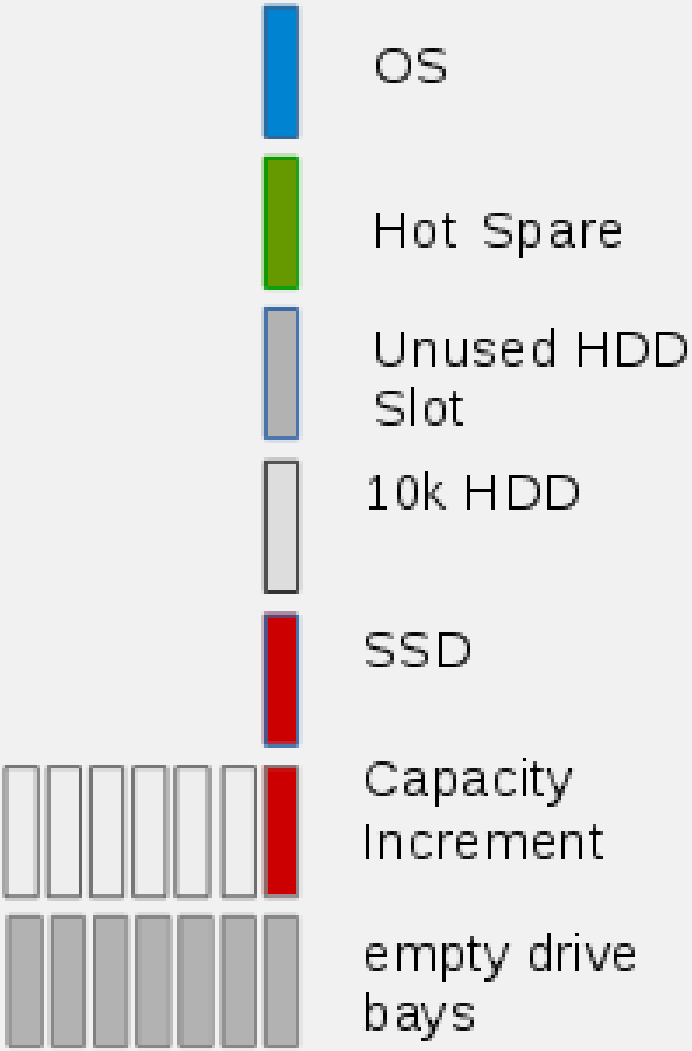 OS
Hot Spare
Unused HDD
Slot
10k HDD
SSD
Capacity
Increment
empty drive
bays